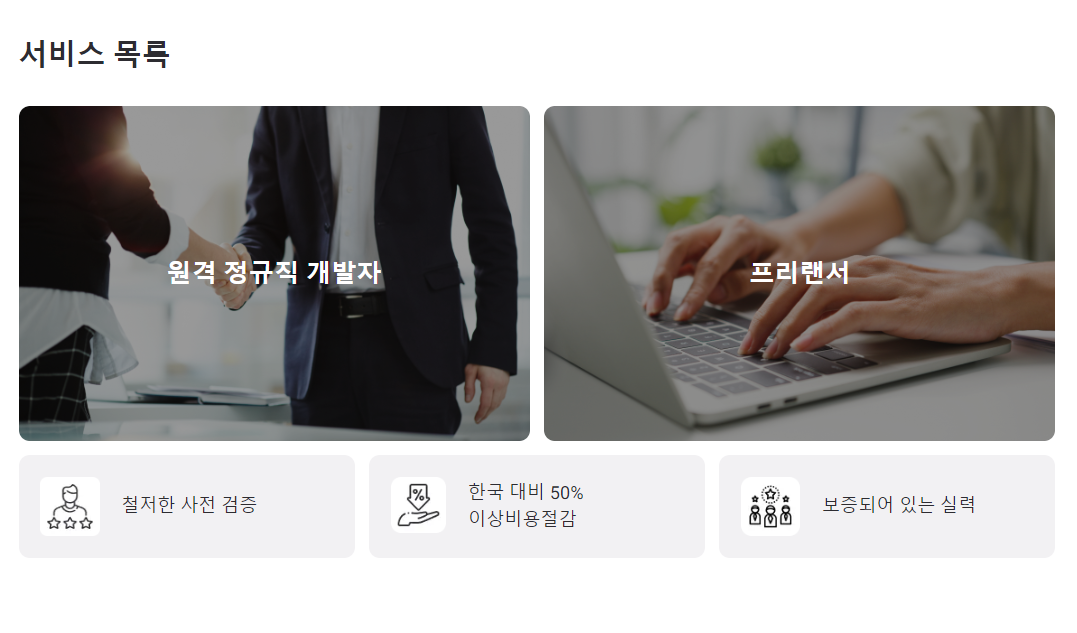 서비스 목록
원격 정규직 개발자
프리랜서
철저한 사전 검증
%
한국 대비 50%
이상비용절감
보증되어 있는 실력